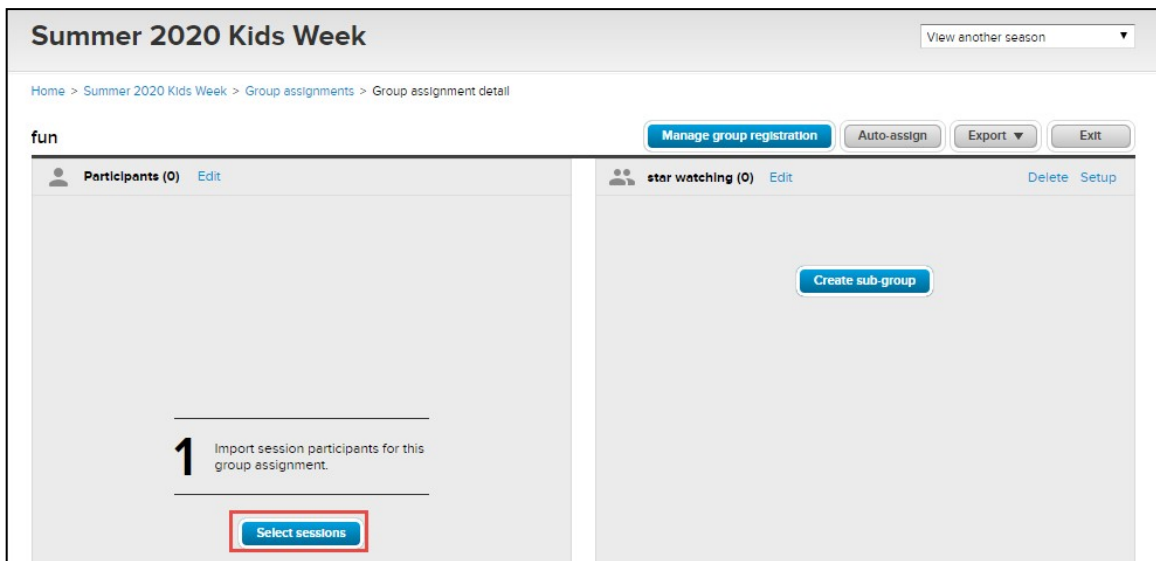 Summer 2020 Kids Week
View another season
Home > Summer 2020 Kids Week > Group assignments > Group assignment detail
fun
Manage group registration
Auto-assign
Export
Exit
Participants (0) Edit
star watching (0) Edit
Delete Setup
Create sub-group
1
Import session participants for this
group assignment.
Select sessions